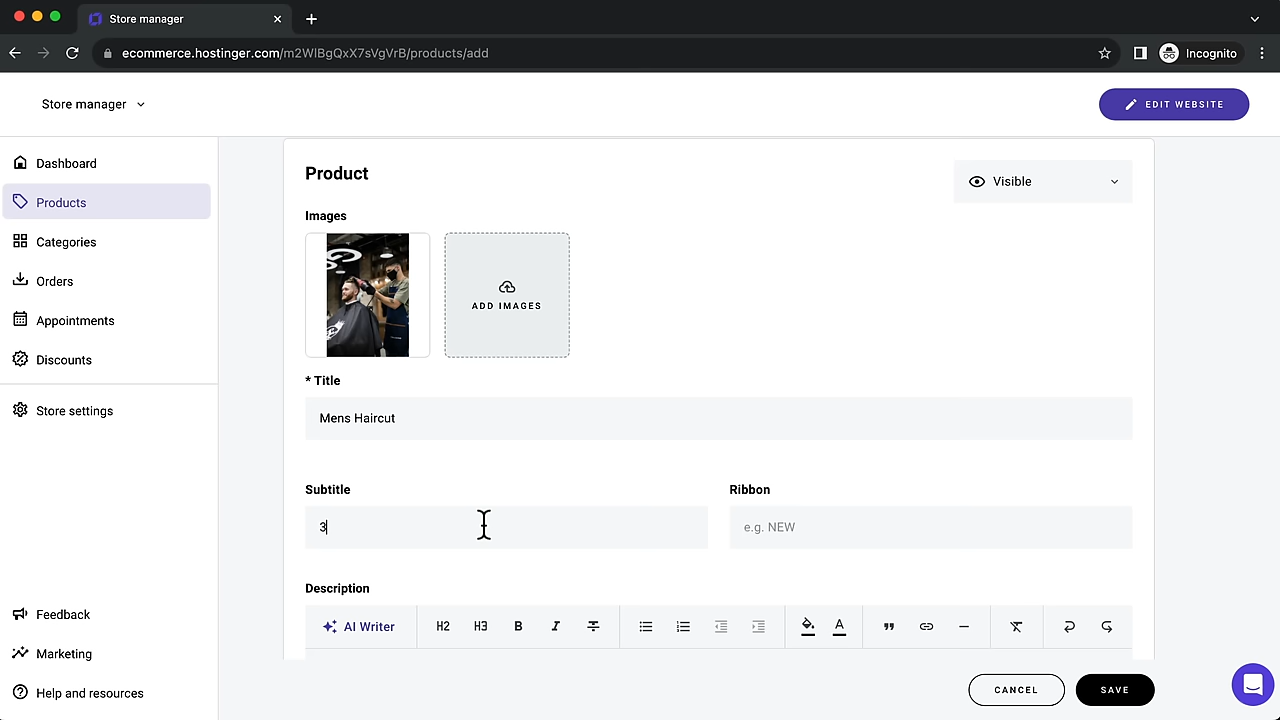 Store manager
ecommerce.hostinger.com/m2WlBgQxX7sVgVrB/products/add
Incognito
Store manager
EDIT WEBSITE
Dashboard
Products
Categories
Orders
Appointments
Discounts
Store settings
Feedback
Marketing
Help and resources
Product
Visible
Images
ADD IMAGES
* Title
Mens Haircut
Subtitle
Ribbon
3
e.g. NEW
Description
AI Writer
H2
H3
B
I
S
A
CANCEL
SAVE